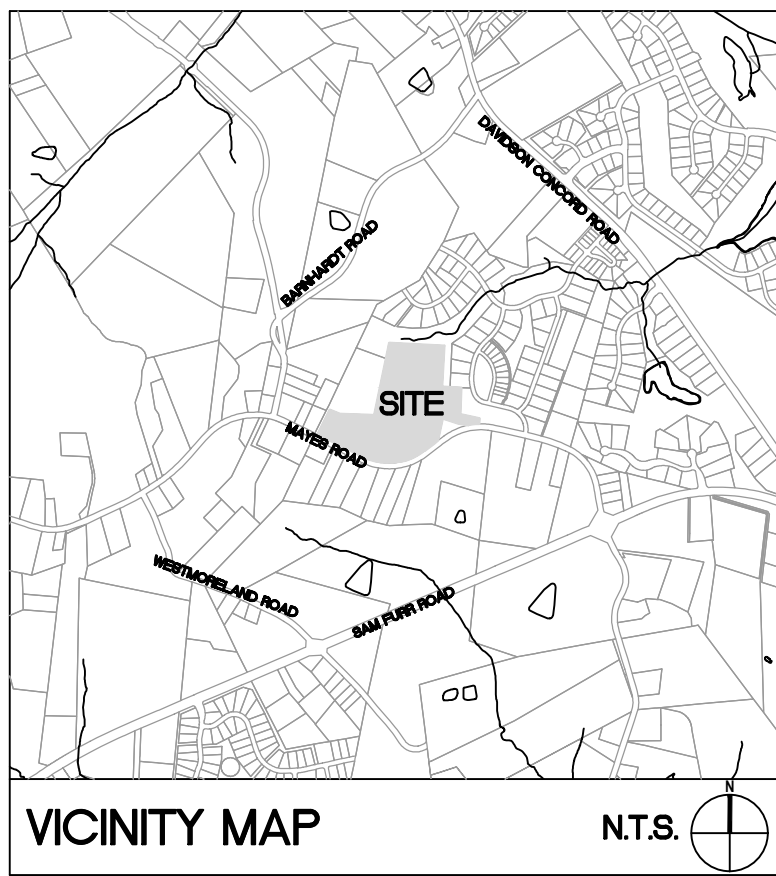 DAVIDSON CONCORD ROAD
BARNHARDT ROAD
SITE
MAYES ROAD
WESTMORELAND ROAD
SAM FURR ROAD
VICINITY MAP
N.T.S.
N